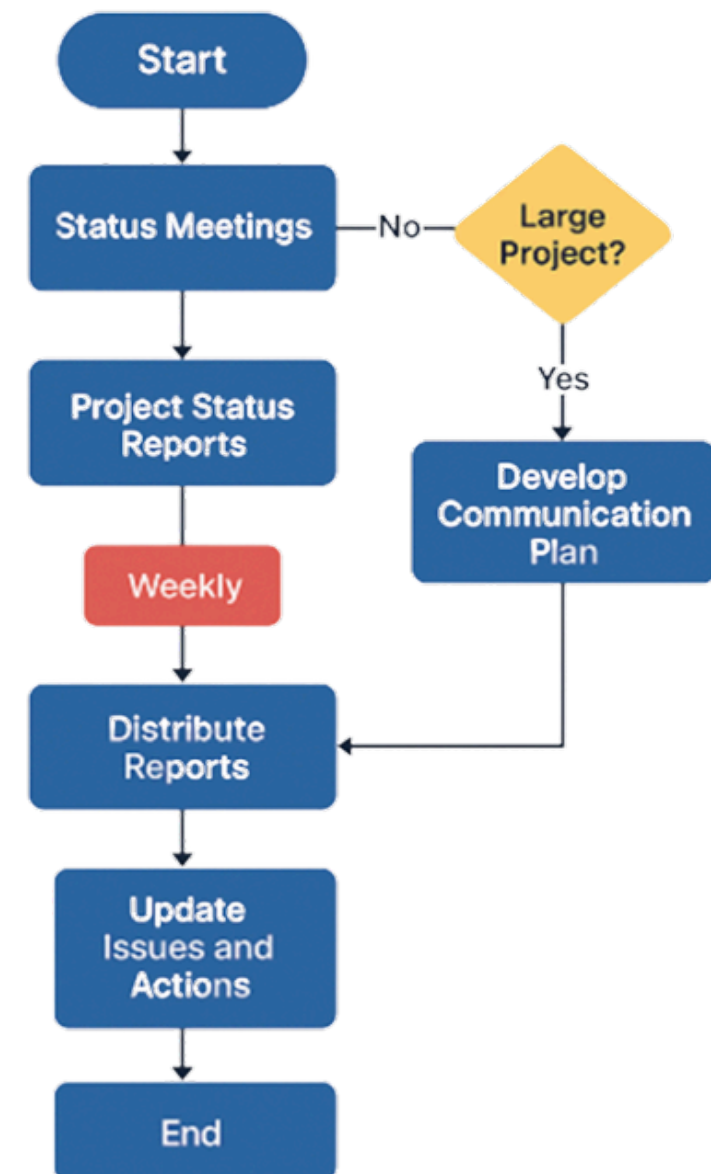 Start
Status Meetings
No
Large
Project?
Yes
Project Status
Reports
Develop
Communication
Plan
Weekly
Distribute
Reports
Update
Issues and
Actions
End